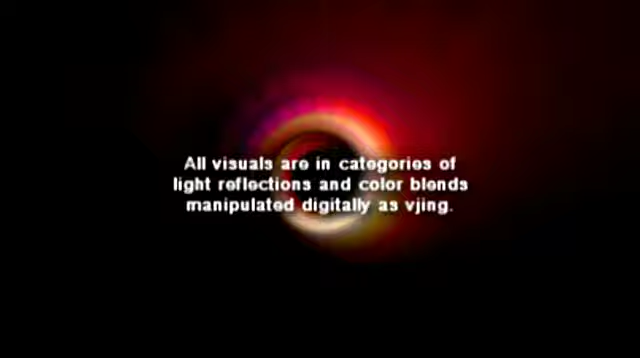 All visuals are in categories of
light reflections and color blends
manipulated digitally as vjing.